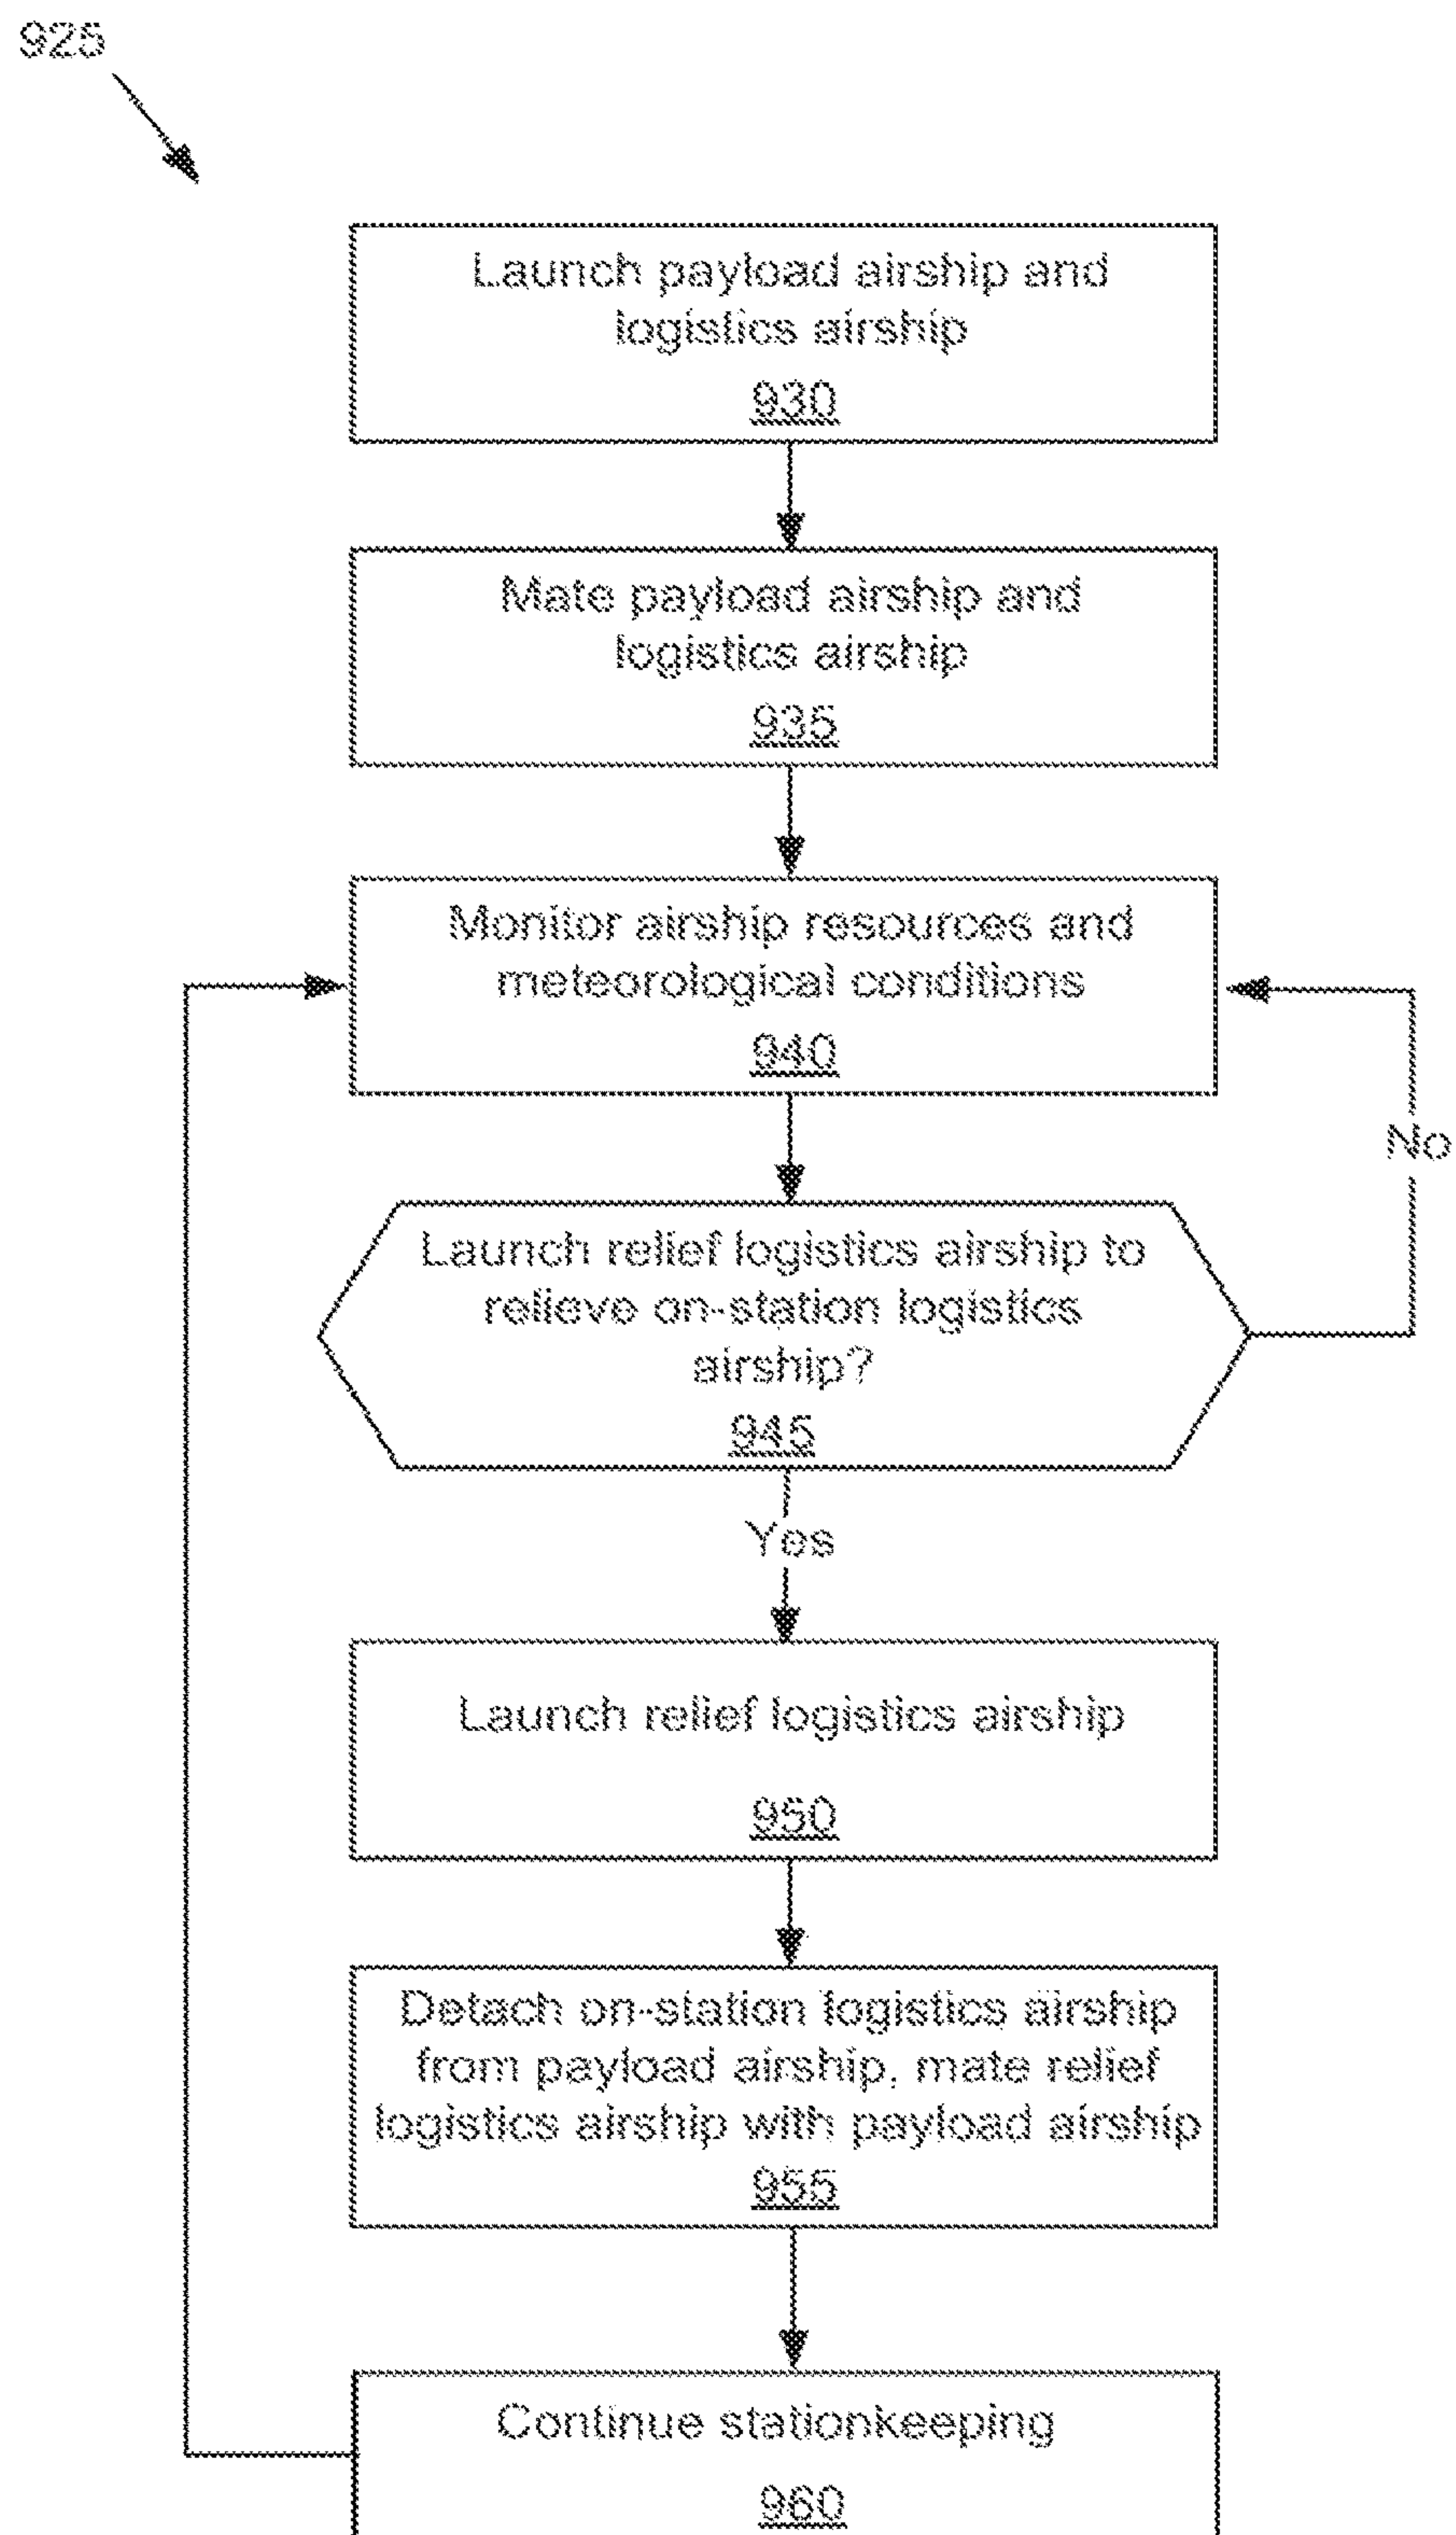 925
Launch payload airship and
logistics airship
930
Mate payload airship and
logistics airship
935
Monitor airship resources and
meteorological conditions
940
No
Launch relief logistics airship to
relieve on-station logistics
airship?
945
Yes
Launch relief logistics airship
950
Detach on-station logistics airship
from payload airship, mate relief
logistics airship with payload airship
955
Continue stationkeeping
960